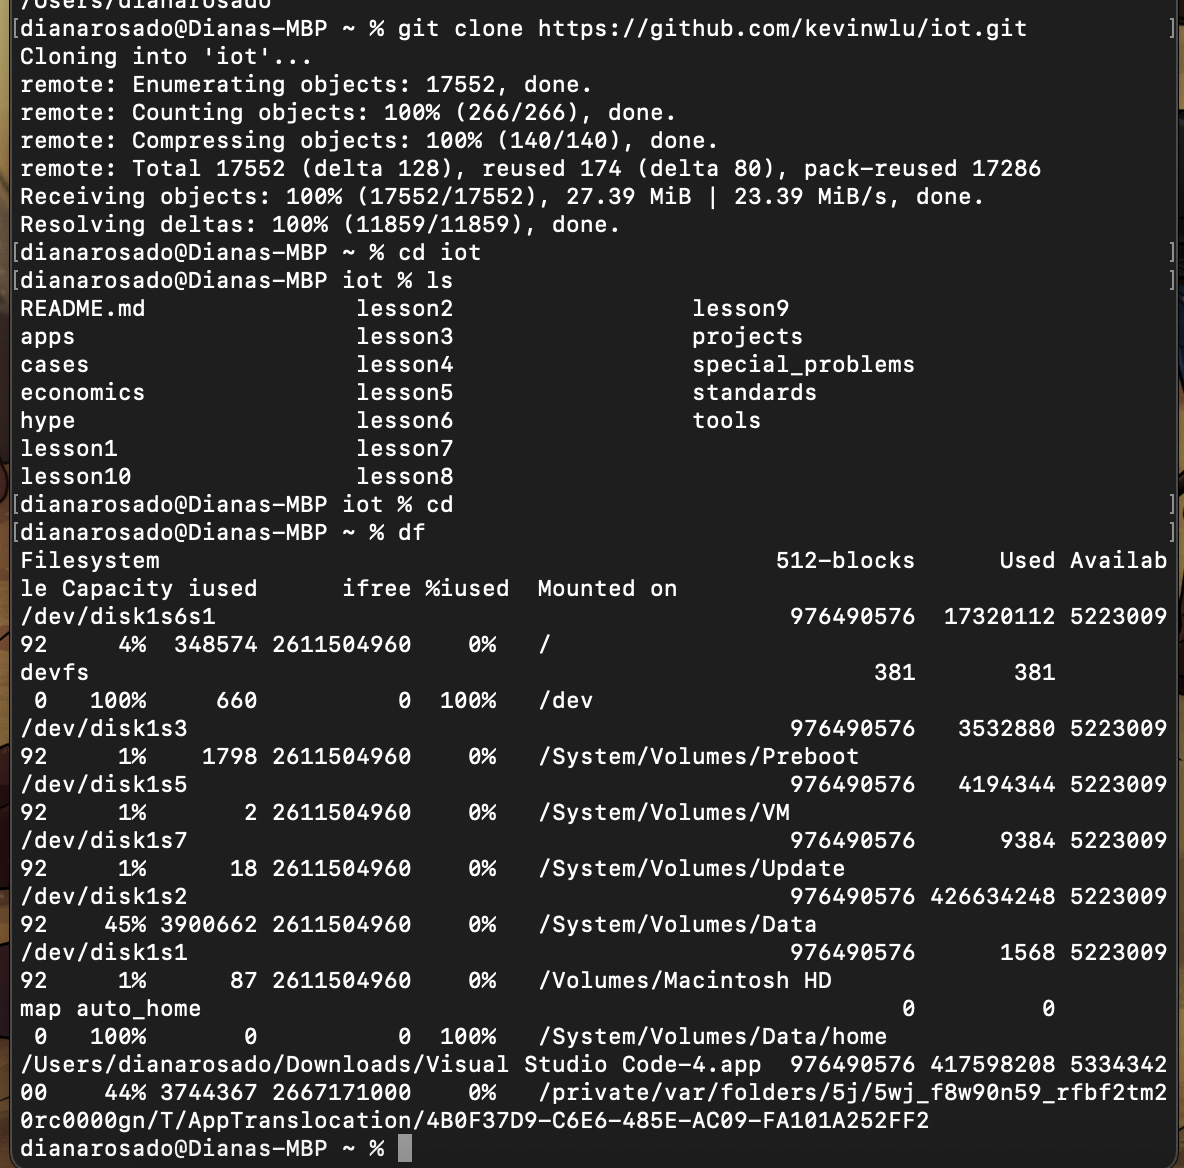 /Users/dianarosado
[dianarosado@Dianas-MBP ~ % git clone https://github.com/kevinwlu/iot.git ]
Cloning into 'iot'...
remote: Enumerating objects: 17552, done.
remote: Counting objects: 100% (266/266), done.
remote: Compressing objects: 100% (140/140), done.
remote: Total 17552 (delta 128), reused 174 (delta 80), pack-reused 17286
Receiving objects: 100% (17552/17552), 27.39 MiB | 23.39 MiB/s, done.
Resolving deltas: 100% (11859/11859), done.
[dianarosado@Dianas-MBP ~ % cd iot ]
[dianarosado@Dianas-MBP iot % ls ]
README.md               lesson2                 lesson9
apps                    lesson3                 projects
cases                   lesson4                 special_problems
economics               lesson5                 standards
hype                    lesson6                 tools
lesson1                 lesson7
lesson10                lesson8
[dianarosado@Dianas-MBP iot % cd ]
[dianarosado@Dianas-MBP ~ % df ]
Filesystem                                            512-blocks      Used Availab
le Capacity iused      ifree %iused  Mounted on
/dev/disk1s6s1                                         976490576  17320112 5223009
92     4%  348574 2611504960    0%   /
devfs                                                        381       381
 0   100%     660          0  100%   /dev
/dev/disk1s3                                           976490576   3532880 5223009
92     1%    1798 2611504960    0%   /System/Volumes/Preboot
/dev/disk1s5                                           976490576   4194344 5223009
92     1%       2 2611504960    0%   /System/Volumes/VM
/dev/disk1s7                                           976490576      9384 5223009
92     1%      18 2611504960    0%   /System/Volumes/Update
/dev/disk1s2                                           976490576 426634248 5223009
92    45% 3900662 2611504960    0%   /System/Volumes/Data
/dev/disk1s1                                           976490576      1568 5223009
92     1%      87 2611504960    0%   /Volumes/Macintosh HD
map auto_home                                                  0         0
 0   100%       0          0  100%   /System/Volumes/Data/home
/Users/dianarosado/Downloads/Visual Studio Code-4.app  976490576 417598208 5334342
00    44% 3744367 2667171000    0%   /private/var/folders/5j/5wj_f8w90n59_rfbf2tm2
0rc0000gn/T/AppTranslocation/4B0F37D9-C6E6-485E-AC09-FA101A252FF2
dianarosado@Dianas-MBP ~ %